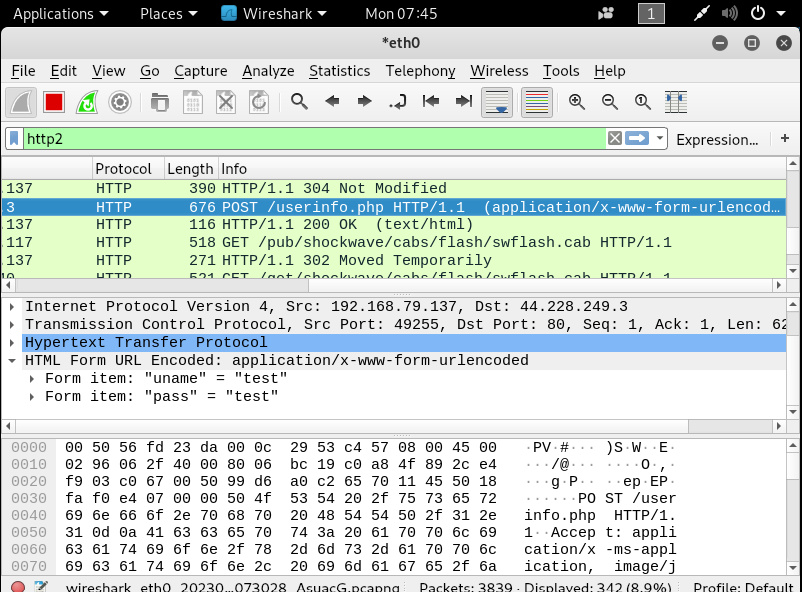 Applications Places Wireshark Mon 07:45 1
*eth0
File Edit View Go Capture Analyze Statistics Telephony Wireless Tools Help
http2 Expression... +
Protocol Length Info
.137 HTTP 390 HTTP/1.1 304 Not Modified
.3 HTTP 676 POST /userinfo.php HTTP/1.1 (application/x-www-form-urlencod…
.137 HTTP 116 HTTP/1.1 200 OK (text/html)
.117 HTTP 518 GET /pub/shockwave/cabs/flash/swflash.cab HTTP/1.1
.137 HTTP 271 HTTP/1.1 302 Moved Temporarily
HTTP 521 GET /get/shockwave/cabs/flash/swflash.cab HTTP/1.1
Internet Protocol Version 4, Src: 192.168.79.137, Dst: 44.228.249.3
Transmission Control Protocol, Src Port: 49255, Dst Port: 80, Seq: 1, Ack: 1, Len: 62
Hypertext Transfer Protocol
HTML Form URL Encoded: application/x-www-form-urlencoded
Form item: "uname" = "test"
Form item: "pass" = "test"
0000 00 50 56 fd 23 da 00 0c 29 53 c4 57 08 00 45 00 ·PV·#··· )S·W··E·
0010 02 96 06 2f 40 00 80 06 bc 19 c0 a8 4f 89 2c e4 ···/@··· ····O·,·
0020 f9 03 c0 67 00 50 99 d6 a0 c2 65 70 11 45 50 18 ···g·P·· ··ep·EP·
0030 fa f0 e4 07 00 00 50 4f 53 54 20 2f 75 73 65 72 ······PO ST /user
0040 69 6e 66 6f 2e 70 68 70 20 48 54 54 50 2f 31 2e info.php HTTP/1.
0050 31 0d 0a 41 63 63 65 70 74 3a 20 61 70 70 6c 69 1··Accep t: appli
0060 63 61 74 69 6f 6e 2f 78 2d 6d 73 2d 61 70 70 6c cation/x -ms-appl
0070 69 63 61 74 69 6f 6e 2c 20 69 6d 61 67 65 2f 6a ication, image/j
wireshark_eth0_20230…073028_AsuacG.pcapng Packets: 3839 · Displayed: 342 (8.9%) Profile: Default